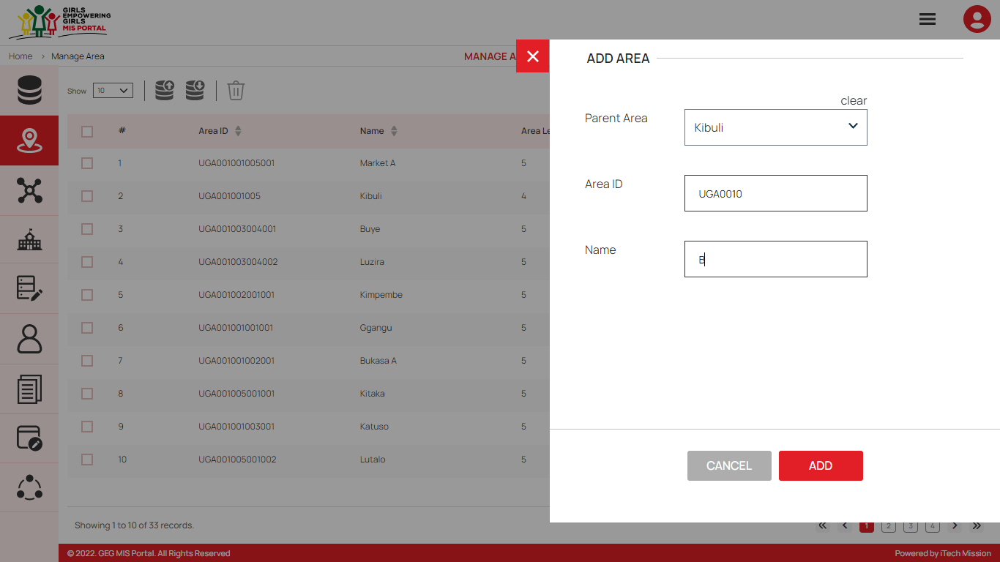 GIRLS
EMPOWERING
GIRLS
MIS PORTAL
Home > Manage Area
MANAGE A
ADD AREA
Show 10
clear
Parent Area Kibuli
Area ID UGA0010
Name B
# Area ID Name Area Le
1 UGA001001005001 Market A 5
2 UGA001001005 Kibuli 4
3 UGA001003004001 Buye 5
4 UGA001003004002 Luzira 5
5 UGA001002001001 Kimpembe 5
6 UGA001001001001 Ggangu 5
7 UGA001001002001 Bukasa A 5
8 UGA001005001001 Kitaka 5
9 UGA001001003001 Katuso 5
10 UGA001005001002 Lutalo 5
CANCEL ADD
Showing 1 to 10 of 33 records.
« < 1 2 3 4 > »
© 2022. GEG MIS Portal. All Rights Reserved
Powered by iTech Mission